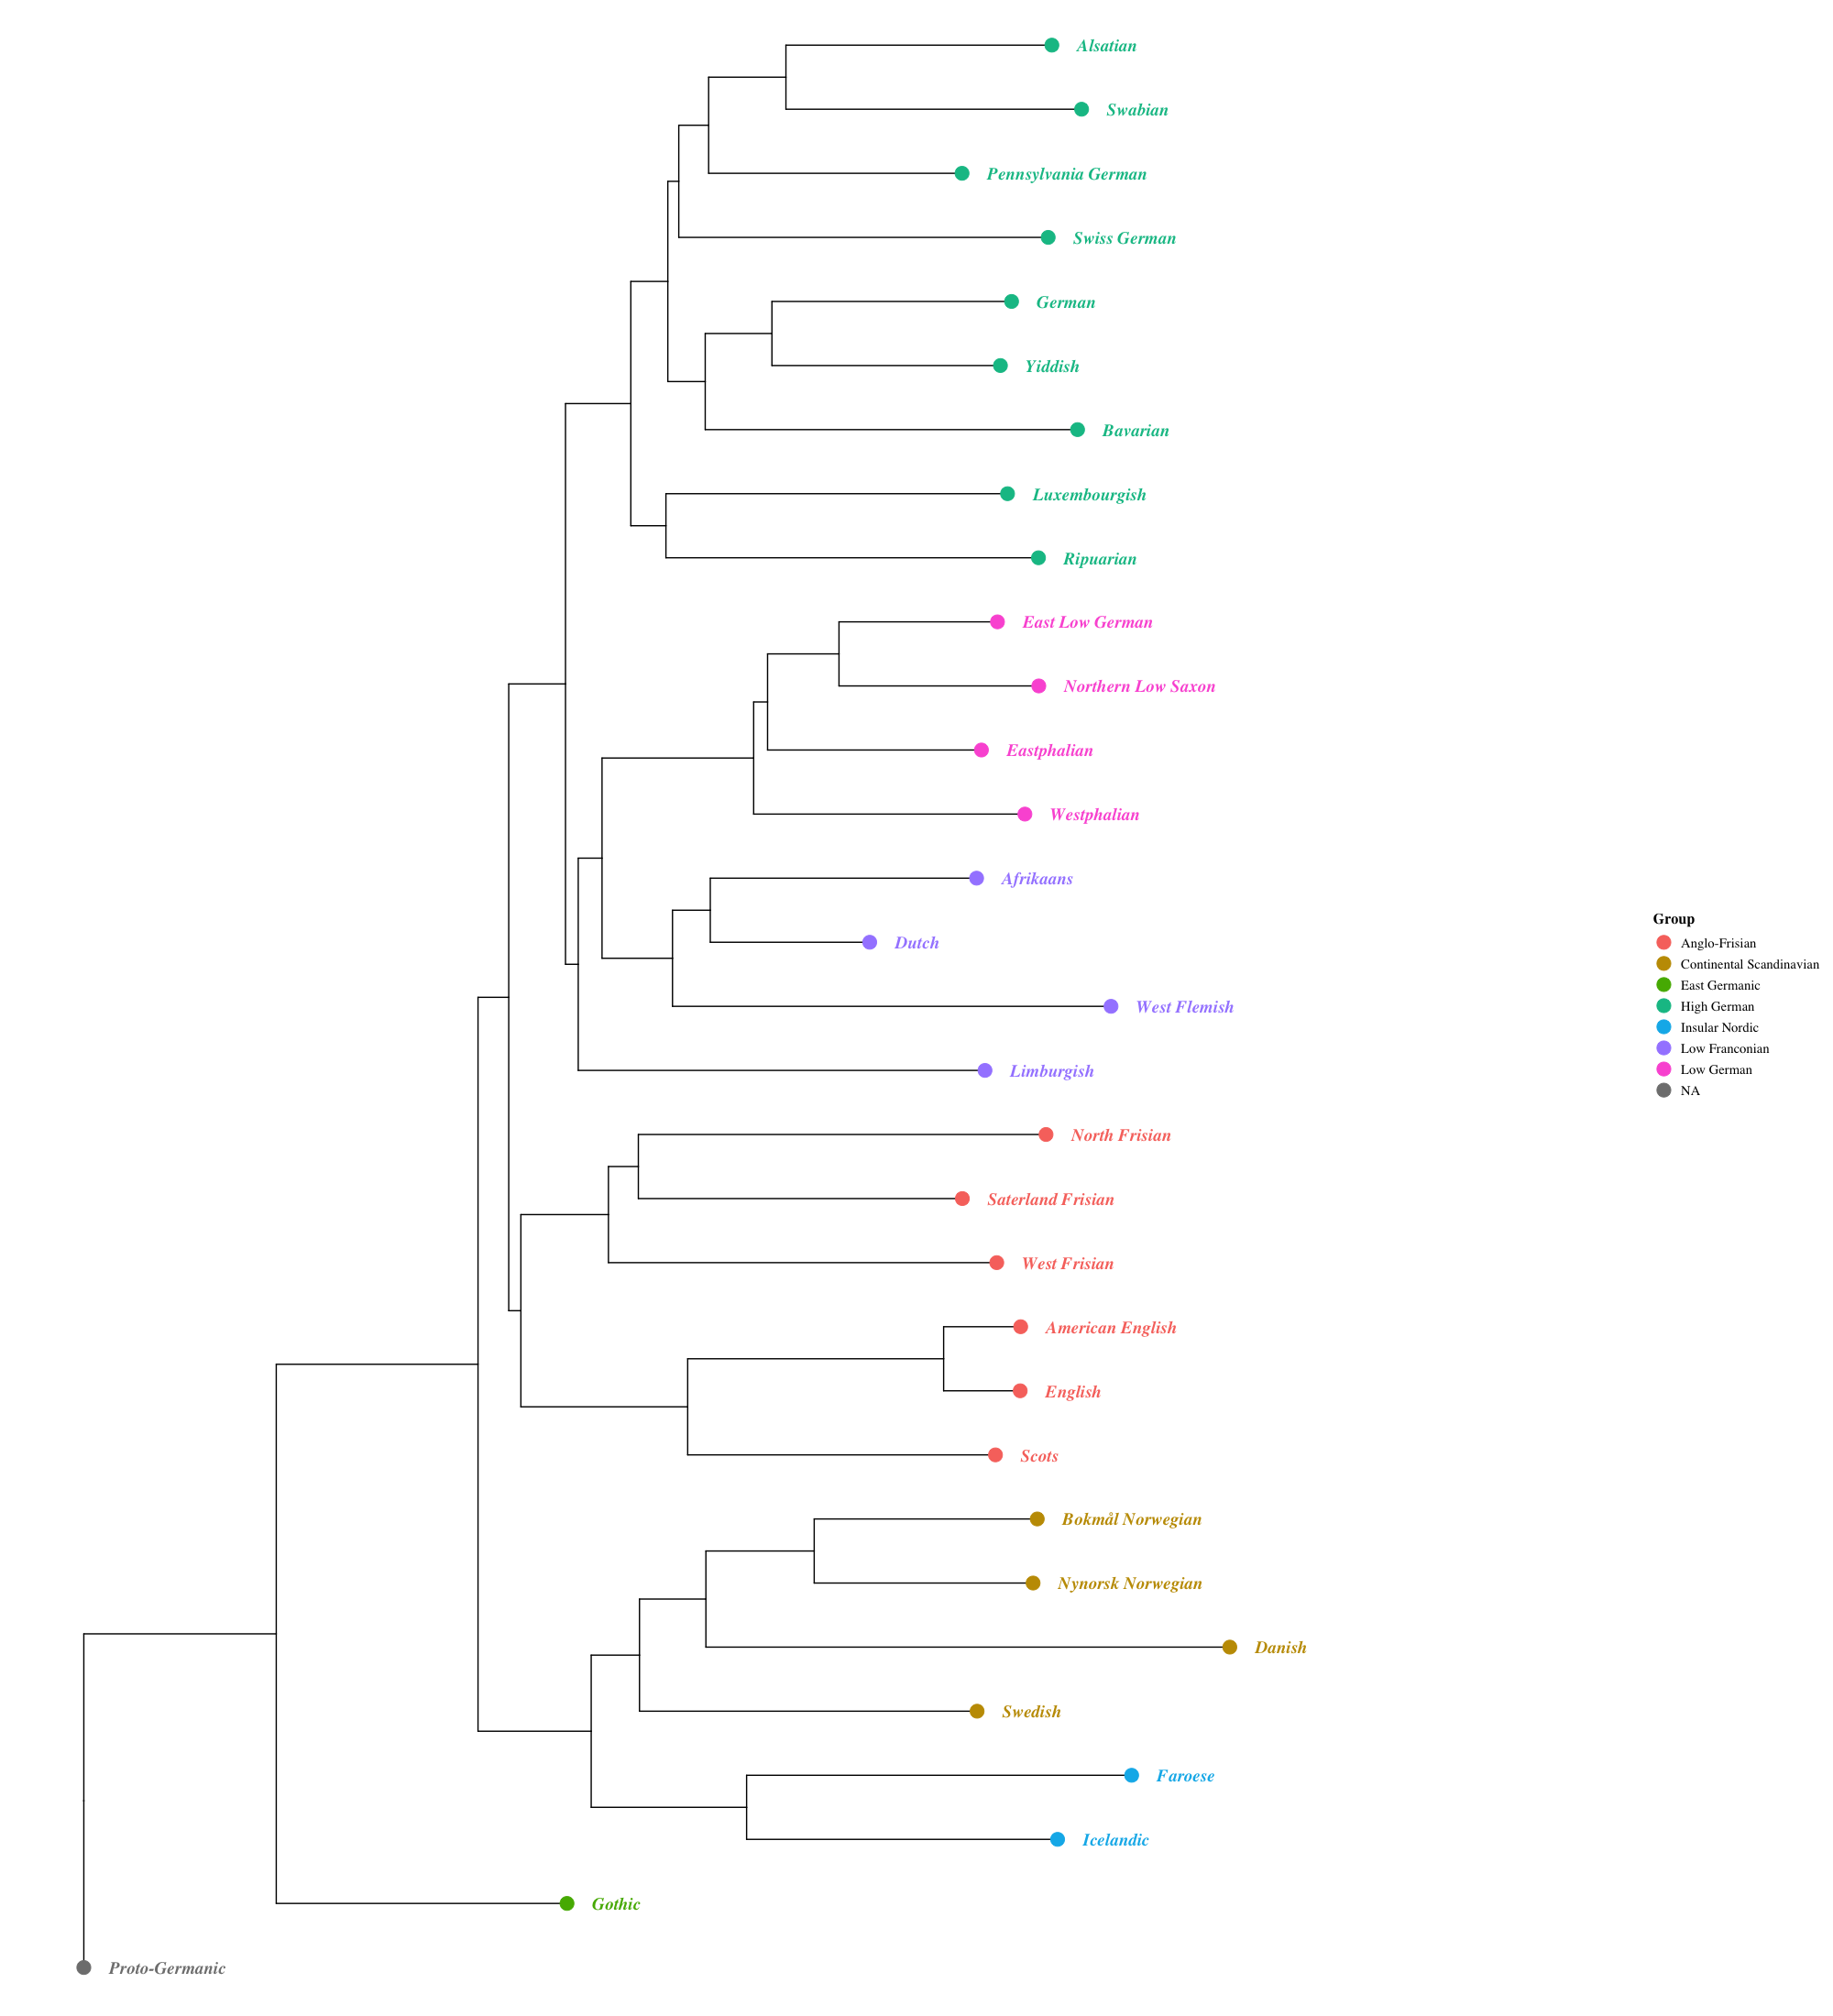 Alsatian
Swabian
Pennsylvania German
Swiss German
German
Yiddish
Bavarian
Luxembourgish
Ripuarian
East Low German
Northern Low Saxon
Eastphalian
Westphalian
Afrikaans
Dutch
West Flemish
Limburgish
North Frisian
Saterland Frisian
West Frisian
American English
English
Scots
Bokmål Norwegian
Nynorsk Norwegian
Danish
Swedish
Faroese
Icelandic
Gothic
Proto-Germanic
Group
Anglo-Frisian
Continental Scandinavian
East Germanic
High German
Insular Nordic
Low Franconian
Low German
NA